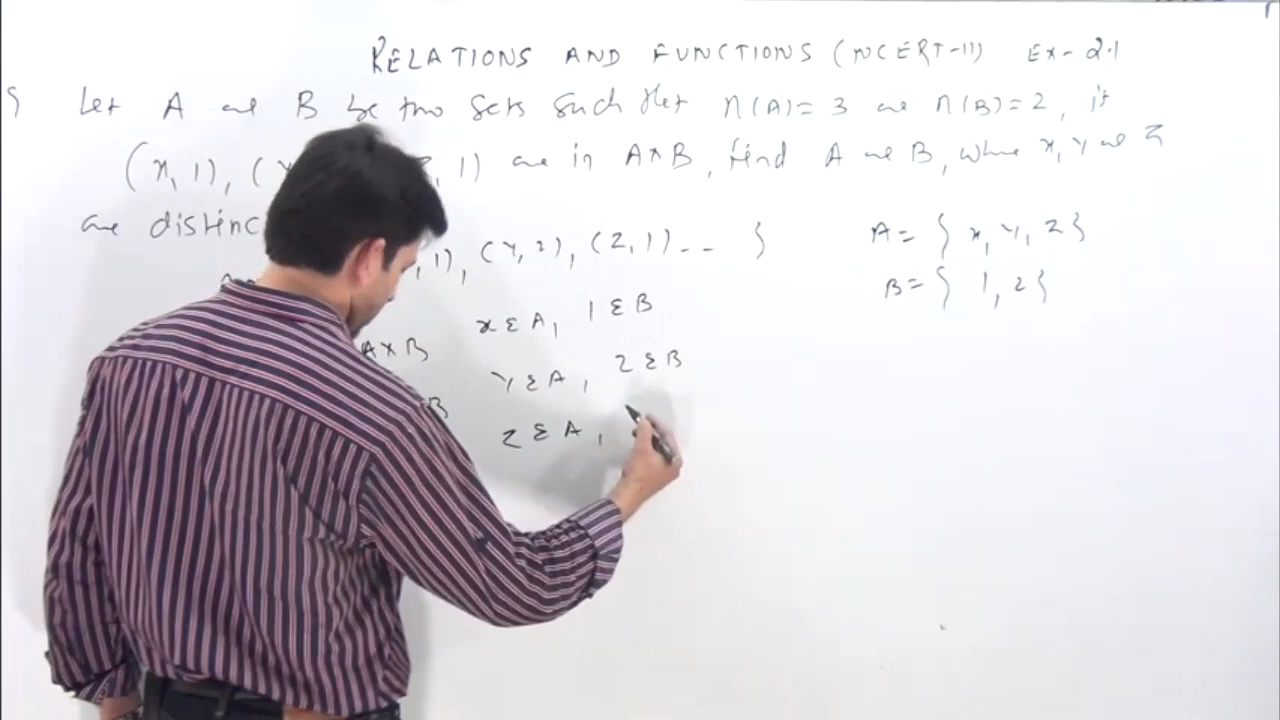 RELATIONS AND FUNCTIONS (NCERT-11) Ex- 2.1
Let A and B be two sets such that n(A)= 3 and n(B)=2, if
(x, 1), ( , 1) are in A×B, find A and B, where x, y and z
are distinc
, 1), (y, 2), (z, 1) -- }
A = { x, y, z }
B = { 1, 2 }
A×B x ε A, 1 ε B
B y ε A, 2 ε B
z ε A,